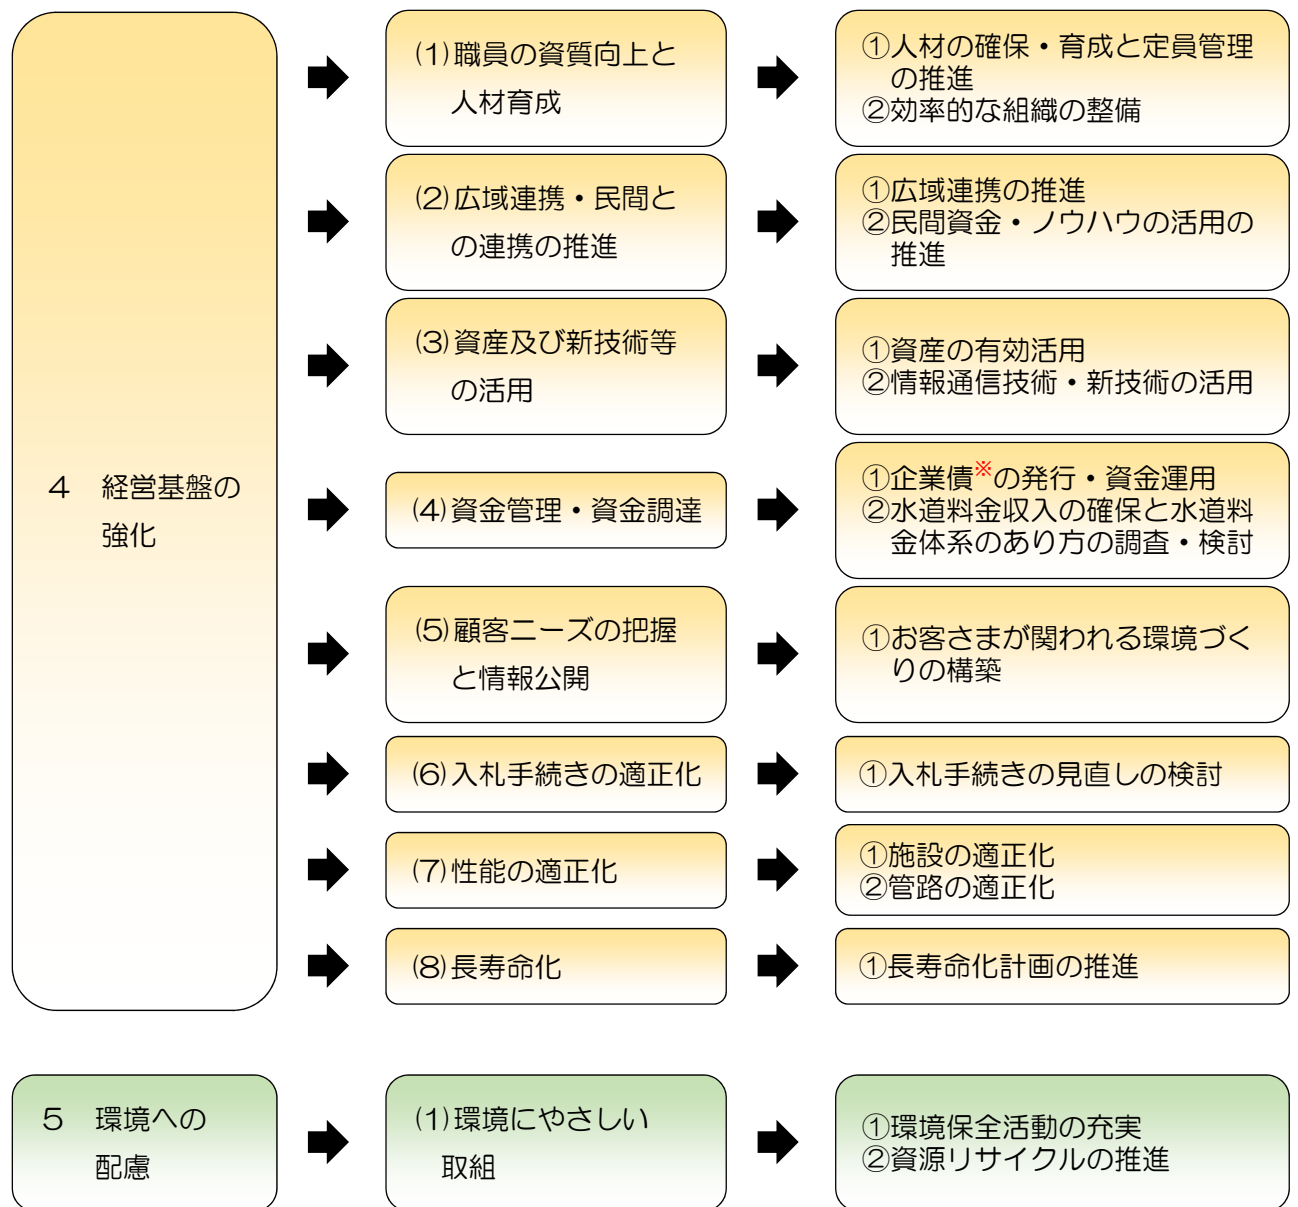 4 経営基盤の
強化
(1)職員の資質向上と
人材育成
①人材の確保・育成と定員管理
の推進
②効率的な組織の整備
(2)広域連携・民間と
の連携の推進
①広域連携の推進
②民間資金・ノウハウの活用の
推進
(3)資産及び新技術等
の活用
①資産の有効活用
②情報通信技術・新技術の活用
(4)資金管理・資金調達
①企業債※の発行・資金運用
②水道料金収入の確保と水道料
金体系のあり方の調査・検討
(5)顧客ニーズの把握
と情報公開
①お客さまが関われる環境づく
りの構築
(6)入札手続きの適正化
①入札手続きの見直しの検討
(7)性能の適正化
①施設の適正化
②管路の適正化
(8)長寿命化
①長寿命化計画の推進
5 環境への
配慮
(1)環境にやさしい
取組
①環境保全活動の充実
②資源リサイクルの推進